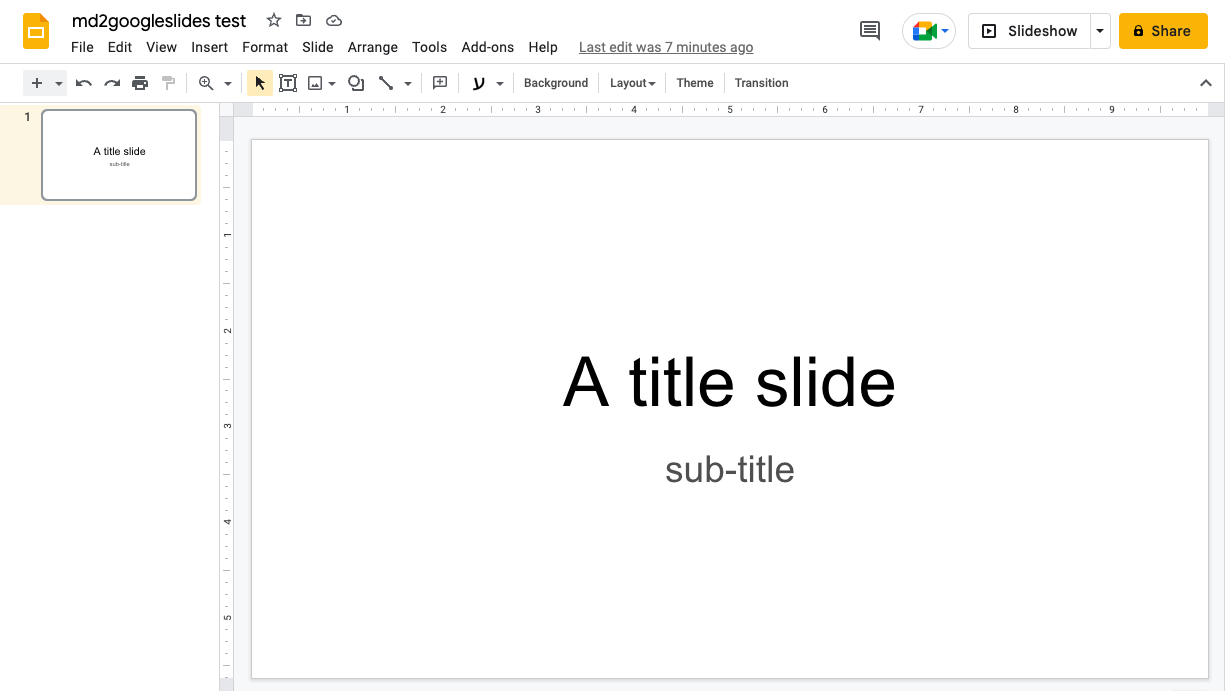 md2googleslides test
File Edit View Insert Format Slide Arrange Tools Add-ons Help Last edit was 7 minutes ago
Slideshow
Share
Background Layout Theme Transition
1 2 3 4 5 6 7 8 9
1
A title slide
sub-title
1
2
3
4
5
A title slide
sub-title